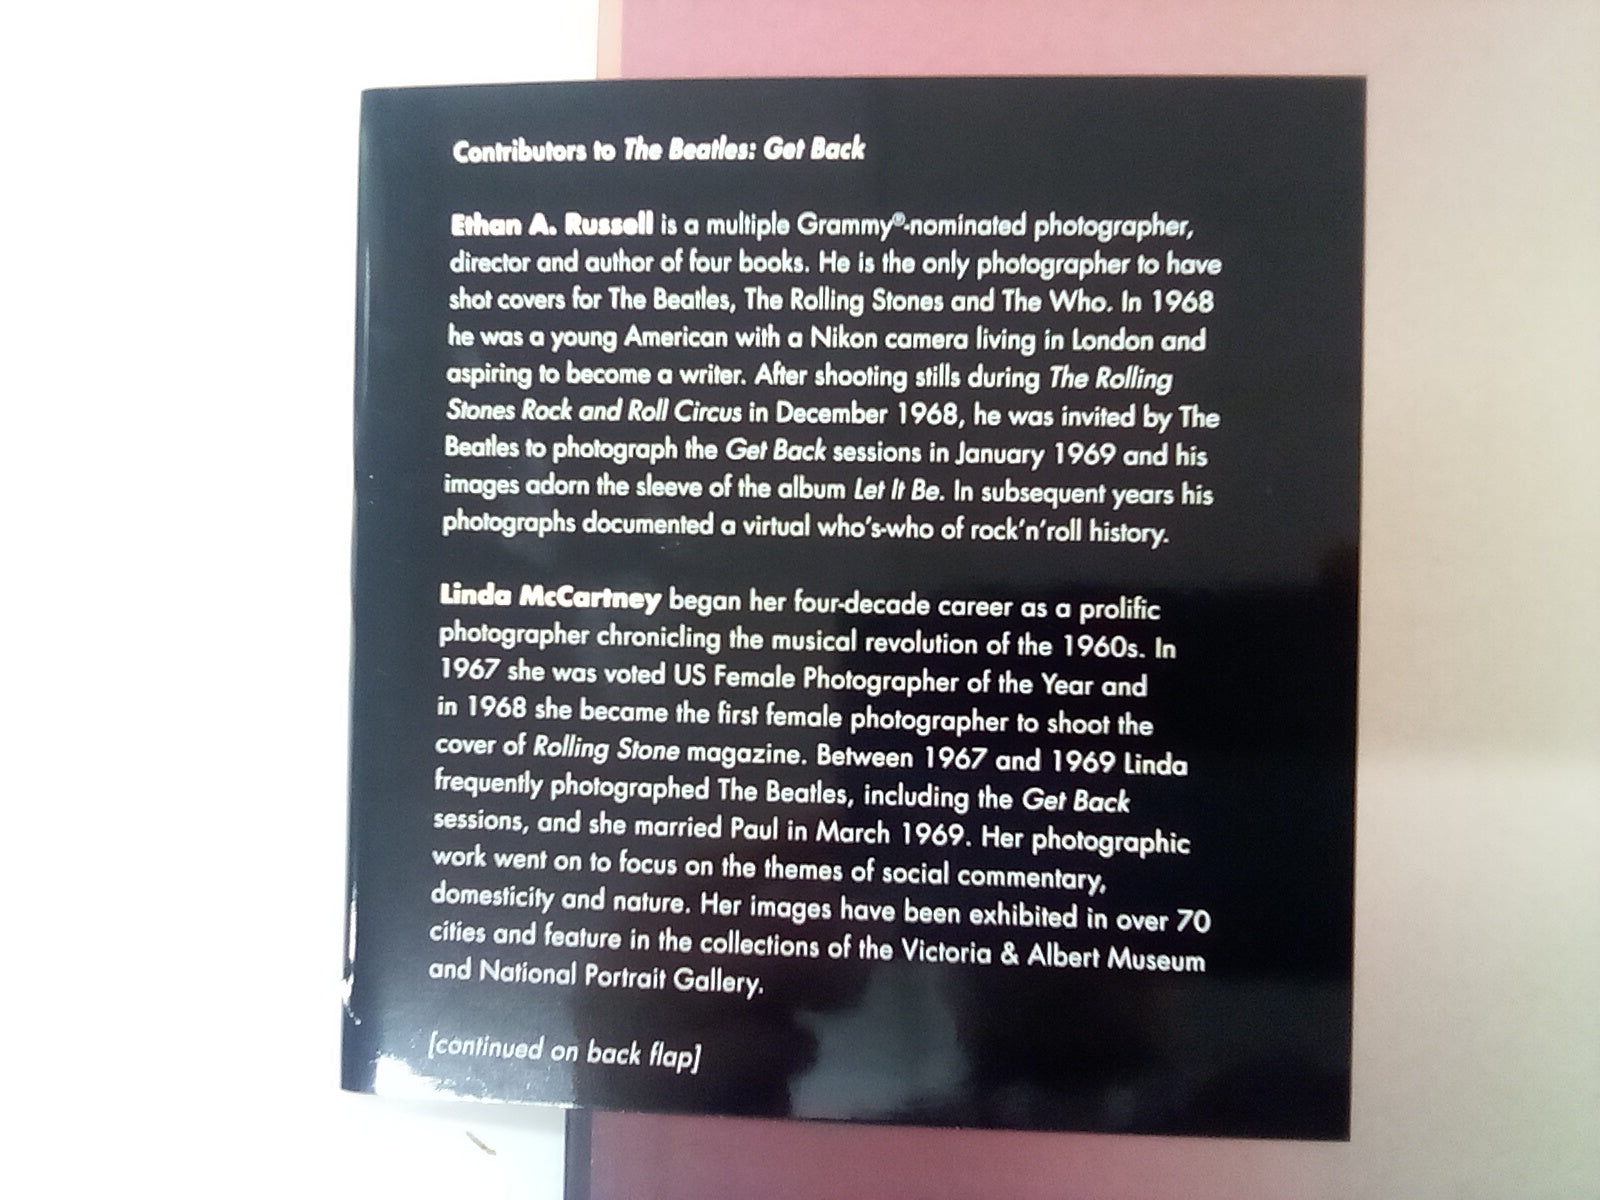 Contributors to The Beatles: Get Back
Ethan A. Russell is a multiple Grammy®-nominated photographer,
director and author of four books. He is the only photographer to have
shot covers for The Beatles, The Rolling Stones and The Who. In 1968
he was a young American with a Nikon camera living in London and
aspiring to become a writer. After shooting stills during The Rolling
Stones Rock and Roll Circus in December 1968, he was invited by The
Beatles to photograph the Get Back sessions in January 1969 and his
images adorn the sleeve of the album Let It Be. In subsequent years his
photographs documented a virtual who's-who of rock'n'roll history.
Linda McCartney began her four-decade career as a prolific
photographer chronicling the musical revolution of the 1960s. In
1967 she was voted US Female Photographer of the Year and
in 1968 she became the first female photographer to shoot the
cover of Rolling Stone magazine. Between 1967 and 1969 Linda
frequently photographed The Beatles, including the Get Back
sessions, and she married Paul in March 1969. Her photographic
work went on to focus on the themes of social commentary,
domesticity and nature. Her images have been exhibited in over 70
cities and feature in the collections of the Victoria & Albert Museum
and National Portrait Gallery.
[continued on back flap]